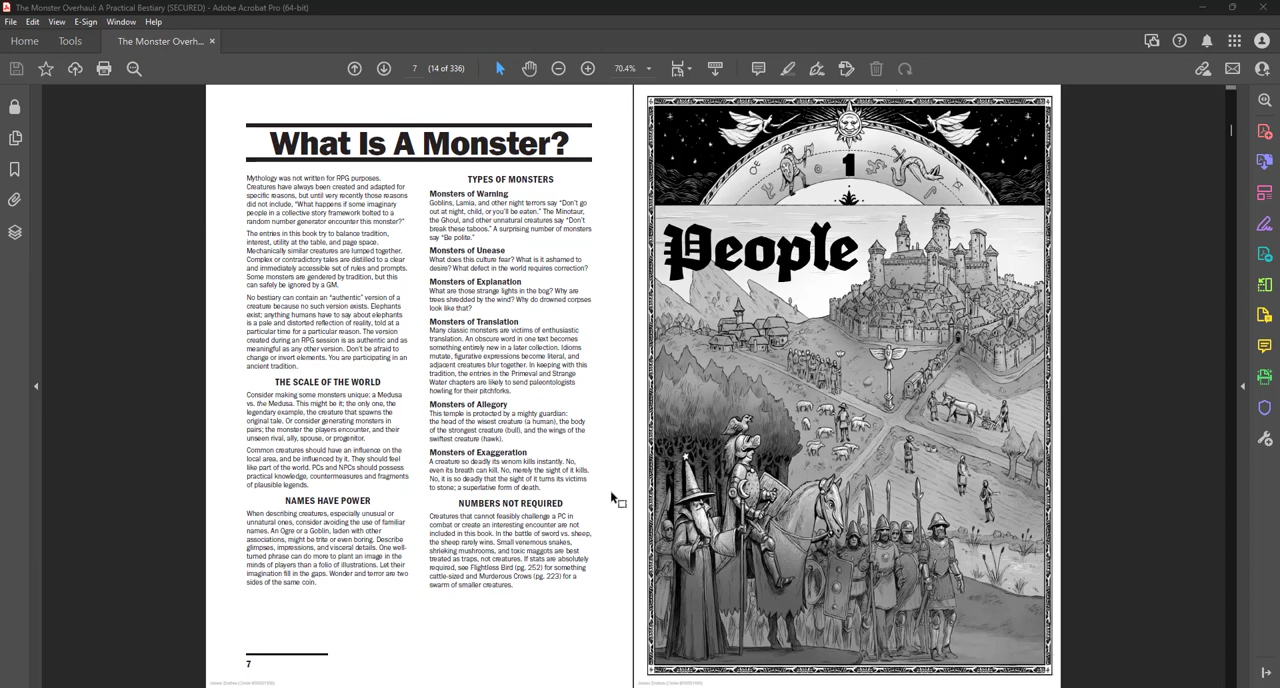 The Monster Overhaul: A Practical Bestiary (SECURED) - Adobe Acrobat Pro (64-bit)
File Edit View E-Sign Window Help
Home Tools The Monster Overh... ×
7 (14 of 336) 70.4%
What Is A Monster?
Mythology was not written for RPG purposes.
Creatures have always been created and adapted for
specific reasons, but until very recently those reasons
did not include, “What happens if some imaginary
people in a collective story framework bolted to a
random number generator encounter this monster?”
The entries in this book try to balance tradition,
interest, utility at the table, and page space.
Mechanically similar creatures are lumped together.
Complex or contradictory tales are distilled to a clear
and immediately accessible set of rules and prompts.
Some monsters are gendered by tradition, but this
can safely be ignored by a GM.
No bestiary can contain an “authentic” version of a
creature because no such version exists. Elephants
exist; anything humans have to say about elephants
is a pale and distorted reflection of reality, told at a
particular time for a particular reason. The version
created during an RPG session is as authentic and as
meaningful as any other version. Don’t be afraid to
change or invert elements. You are participating in an
ancient tradition.
THE SCALE OF THE WORLD
Consider making some monsters unique; a Medusa
vs. the Medusa. This might be it; the only one, the
legendary example, the creature that spawns the
original tale. Or consider generating monsters in
pairs; the monster the players encounter, and their
unseen rival, ally, spouse, or progenitor.
Common creatures should have an influence on the
local area, and be influenced by it. They should feel
like part of the world. PCs and NPCs should possess
practical knowledge, countermeasures and fragments
of plausible legends.
NAMES HAVE POWER
When describing creatures, especially unusual or
unnatural ones, consider avoiding the use of familiar
names. An Ogre or a Goblin, laden with other
associations, might be trite or even boring. Describe
glimpses, impressions, and visceral details. One well-
turned phrase can do more to plant an image in the
minds of players than a folio of illustrations. Let their
imagination fill in the gaps. Wonder and terror are two
sides of the same coin.
7
TYPES OF MONSTERS
Monsters of Warning
Goblins, Lamia, and other night terrors say “Don’t go
out at night, child, or you’ll be eaten.” The Minotaur,
the Ghoul, and other unnatural creatures say “Don’t
break these taboos.” A surprising number of monsters
say “Be polite.”
Monsters of Unease
What does this culture fear? What is it ashamed to
desire? What defect in the world requires correction?
Monsters of Explanation
What are those strange lights in the bog? Why are
trees shredded by the wind? Why do drowned corpses
look like that?
Monsters of Translation
Many classic monsters are victims of enthusiastic
translation. An obscure word in one text becomes
something entirely new in a later collection. Idioms
mutate, figurative expressions become literal, and
adjacent creatures blur together. In keeping with this
tradition, the entries in the Primeval and Strange
Water chapters are likely to send paleontologists
howling for their pitchforks.
Monsters of Allegory
This temple is protected by a mighty guardian:
the head of the wisest creature (a human), the body
of the strongest creature (bull), and the wings of the
swiftest creature (hawk).
Monsters of Exaggeration
A creature so deadly its venom kills instantly. No,
even its breath can kill. No, merely the sight of it kills.
No, it is so deadly that the sight of it turns its victims
to stone; a superlative form of death.
NUMBERS NOT REQUIRED
Creatures that cannot feasibly challenge a PC in
combat or create an interesting encounter are not
included in this book. In the battle of sword vs. sheep,
the sheep rarely wins. Small venomous snakes,
shrieking mushrooms, and toxic maggots are best
treated as traps, not creatures. If stats are absolutely
required, see Flightless Bird (pg. 252) for something
cattle-sized and Murderous Crows (pg. 223) for a
swarm of smaller creatures.
1
People